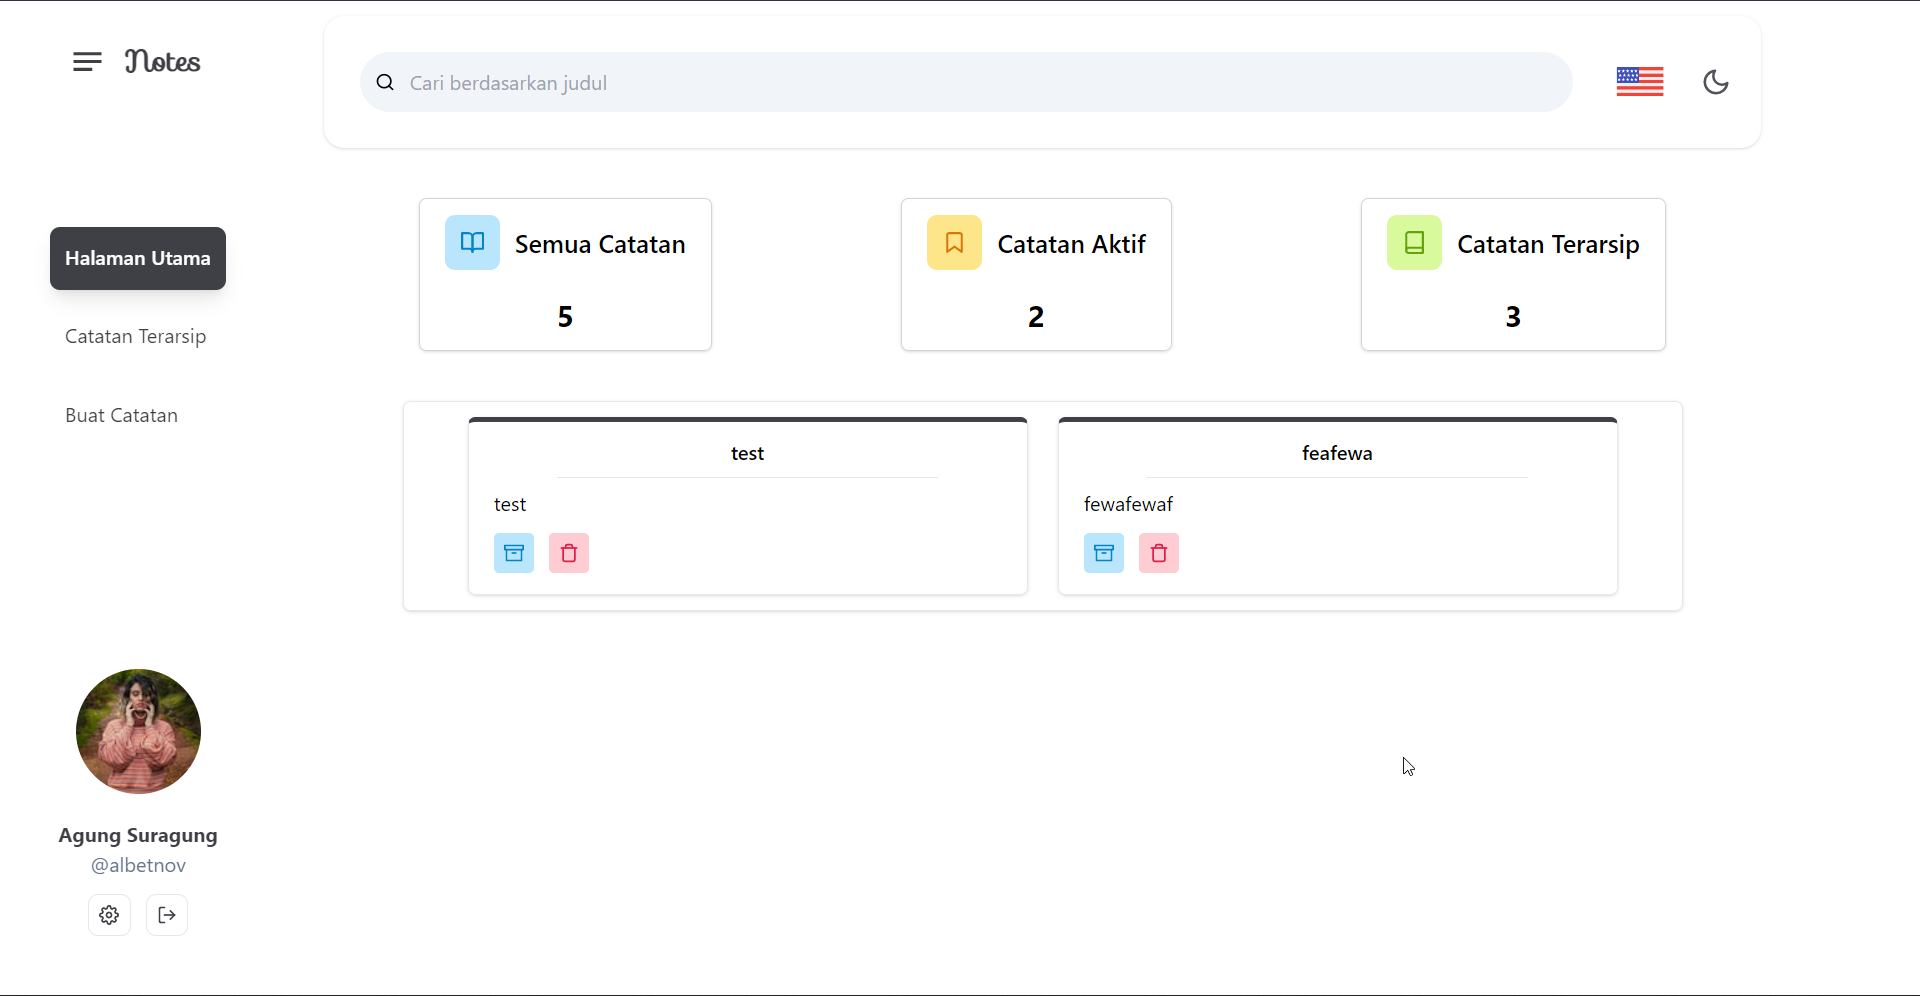 Notes
Cari berdasarkan judul
Halaman Utama
Catatan Terarsip
Buat Catatan
Semua Catatan
5
Catatan Aktif
2
Catatan Terarsip
3
test
test
feafewa
fewafewaf
Agung Suragung
@albetnov